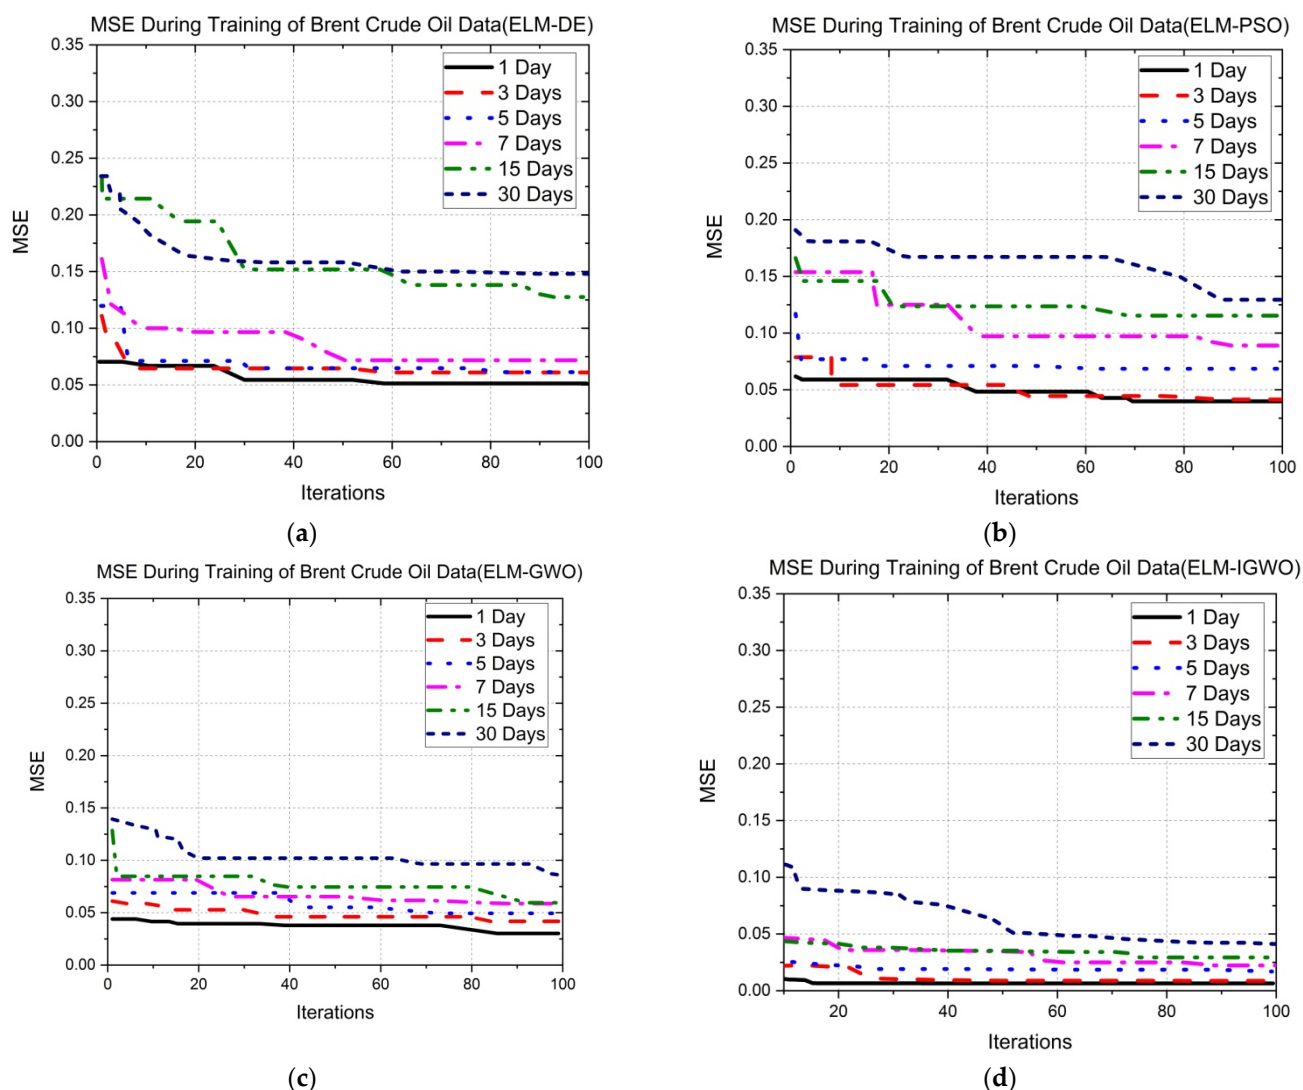 MSE During Training of Brent Crude Oil Data(ELM-DE)
0.35
0.30
0.25
0.20
0.15
0.10
0.05
0.00
MSE
1 Day
3 Days
5 Days
7 Days
15 Days
30 Days
0 20 40 60 80 100
Iterations
(a)
MSE During Training of Brent Crude Oil Data(ELM-PSO)
0.35
0.30
0.25
0.20
0.15
0.10
0.05
0.00
MSE
1 Day
3 Days
5 Days
7 Days
15 Days
30 Days
0 20 40 60 80 100
Iterations
(b)
MSE During Training of Brent Crude Oil Data(ELM-GWO)
0.35
0.30
0.25
0.20
0.15
0.10
0.05
0.00
MSE
1 Day
3 Days
5 Days
7 Days
15 Days
30 Days
0 20 40 60 80 100
Iterations
(c)
MSE During Training of Brent Crude Oil Data(ELM-IGWO)
0.35
0.30
0.25
0.20
0.15
0.10
0.05
0.00
MSE
1 Day
3 Days
5 Days
7 Days
15 Days
30 Days
20 40 60 80 100
Iterations
(d)